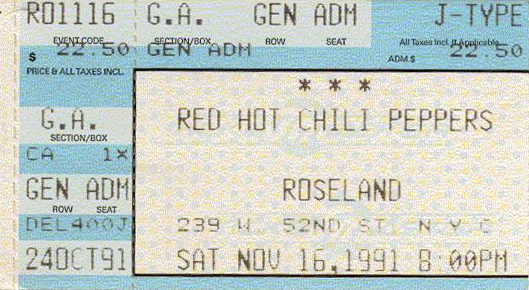 R01116 G.A. GEN ADM J-TYPE
EVENT CODE SECTION/BOX ROW SEAT All Taxes Incl. If Applicable
$ 22.50 GEN ADM ADM $ 22.50
PRICE & ALL TAXES INCL.
* * *
G.A. RED HOT CHILI PEPPERS
SECTION/BOX
CA 1*
GEN ADM ROSELAND
ROW SEAT
DEL400J 239 W. 52ND ST. N Y C
24OCT91 SAT NOV 16,1991 8:00PM